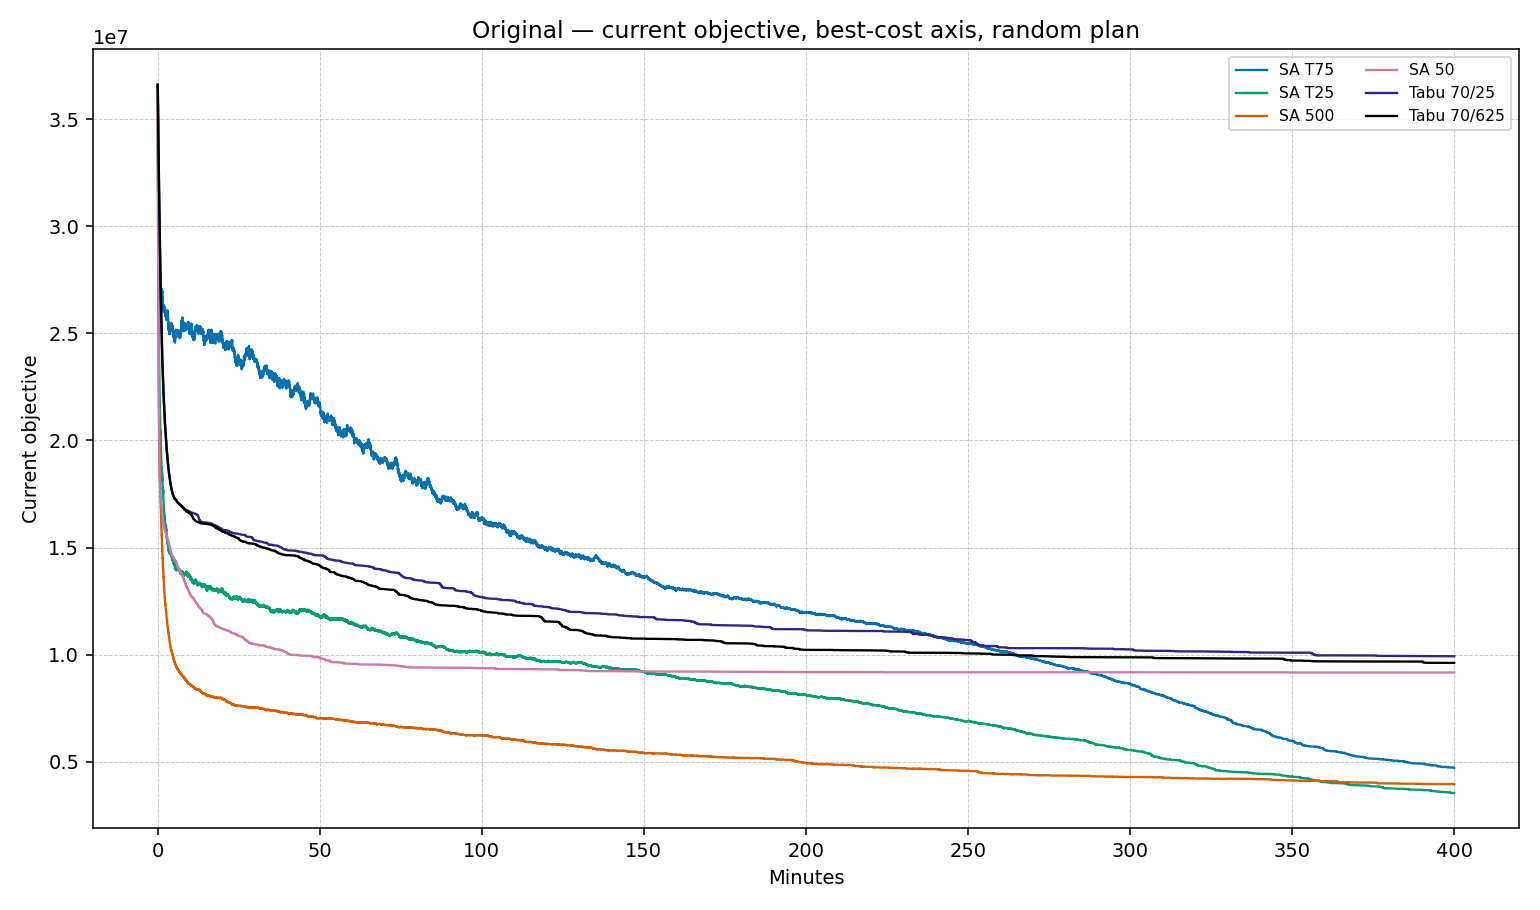 Original — current objective, best-cost axis, random plan
1e7
SA T75
SA T25
SA 500
SA 50
Tabu 70/25
Tabu 70/625
3.5
3.0
2.5
2.0
1.5
1.0
0.5
Current objective
0 50 100 150 200 250 300 350 400
Minutes